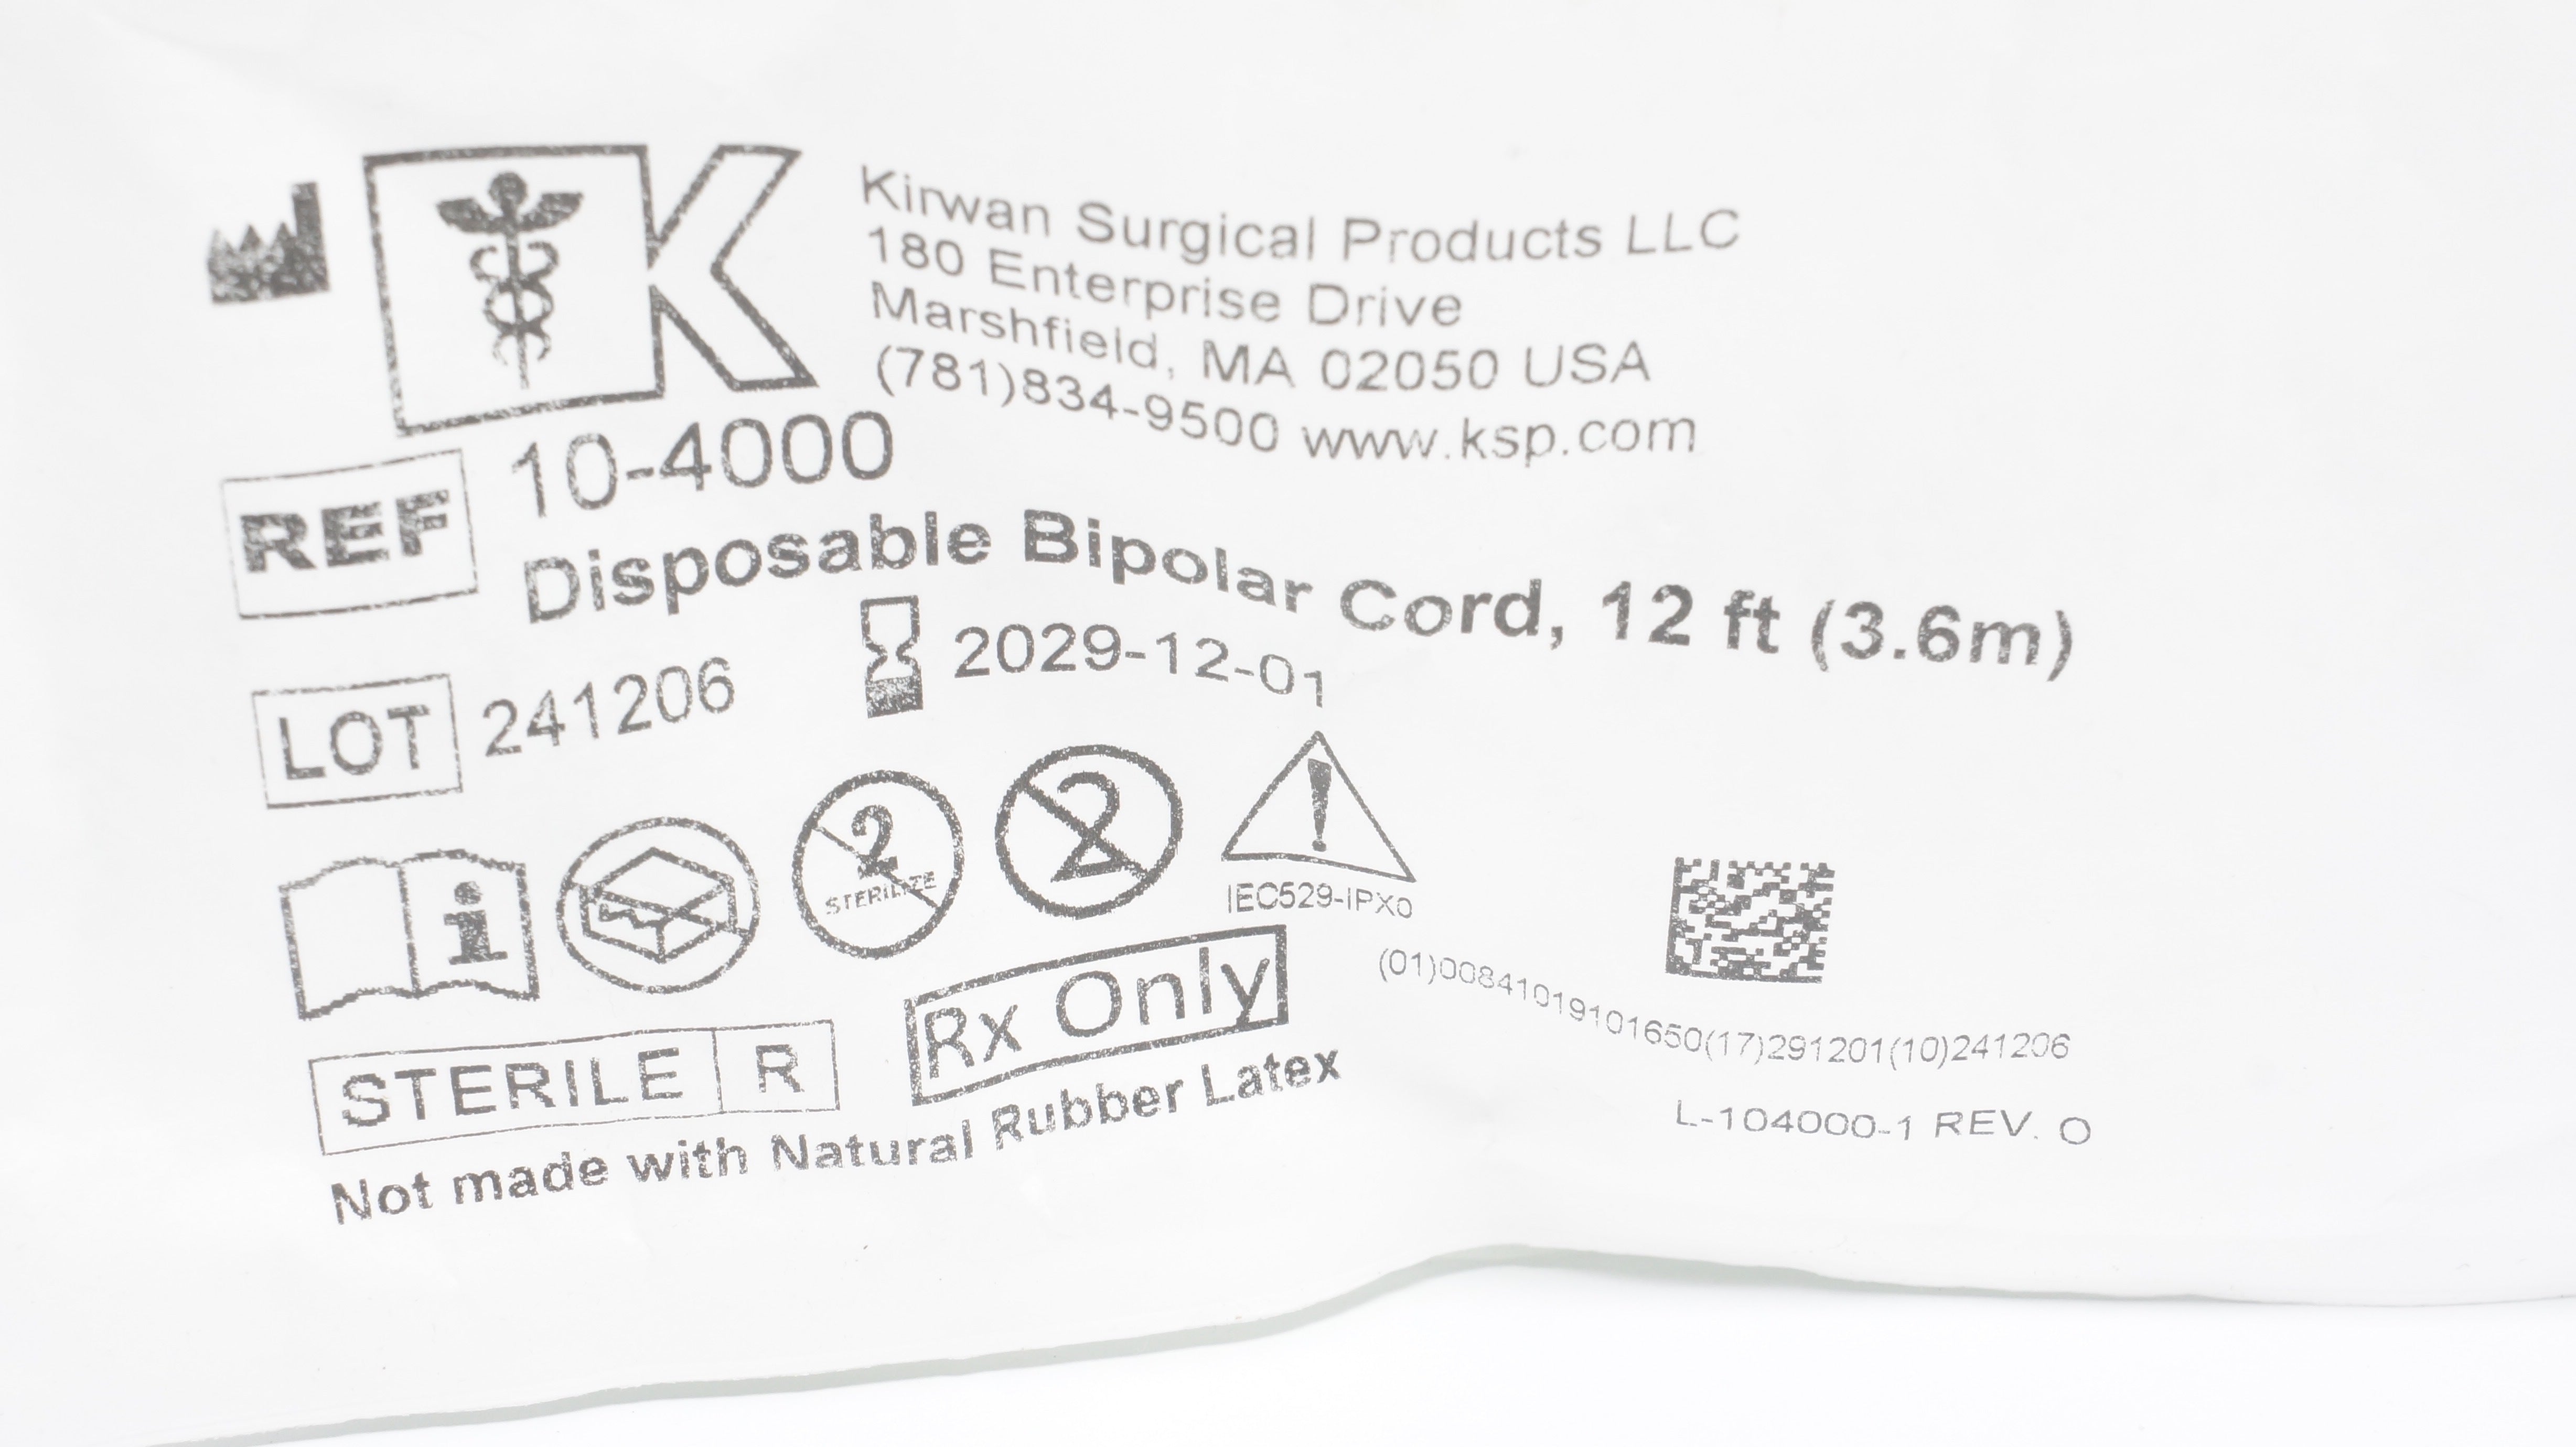 Kirwan Surgical Products LLC
180 Enterprise Drive
Marshfield, MA 02050 USA
(781)834-9500 www.ksp.com
REF 10-4000
Disposable Bipolar Cord, 12 ft (3.6m)
LOT 241206 2029-12-01
i 2 STERILIZE 2 !
IEC529-IPX0
(01)00841019101650(17)291201(10)241206
STERILE R Rx Only
L-104000-1 REV. O
Not made with Natural Rubber Latex